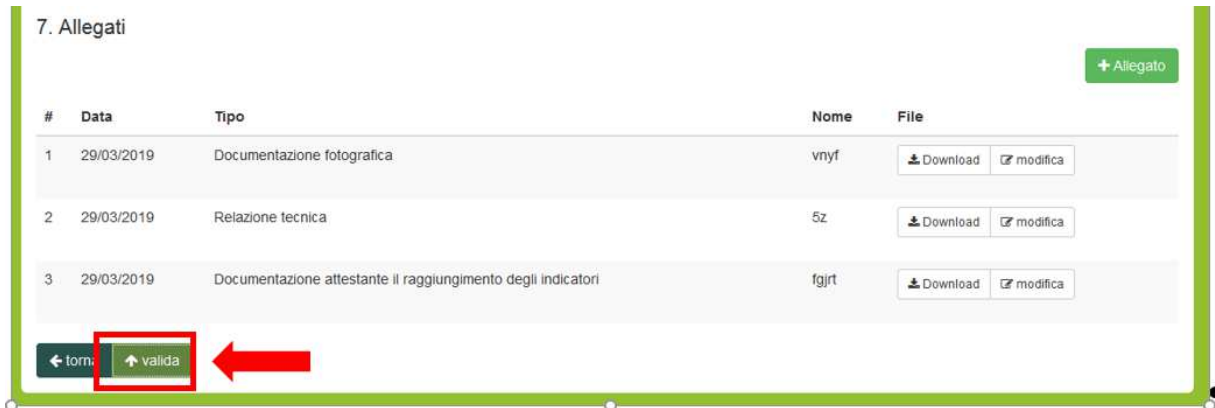 7. Allegati
+ Allegato
# Data Tipo Nome File
1 29/03/2019 Documentazione fotografica vnyf Download modifica
2 29/03/2019 Relazione tecnica 5z Download modifica
3 29/03/2019 Documentazione attestante il raggiungimento degli indicatori fgjrt Download modifica
torna valida